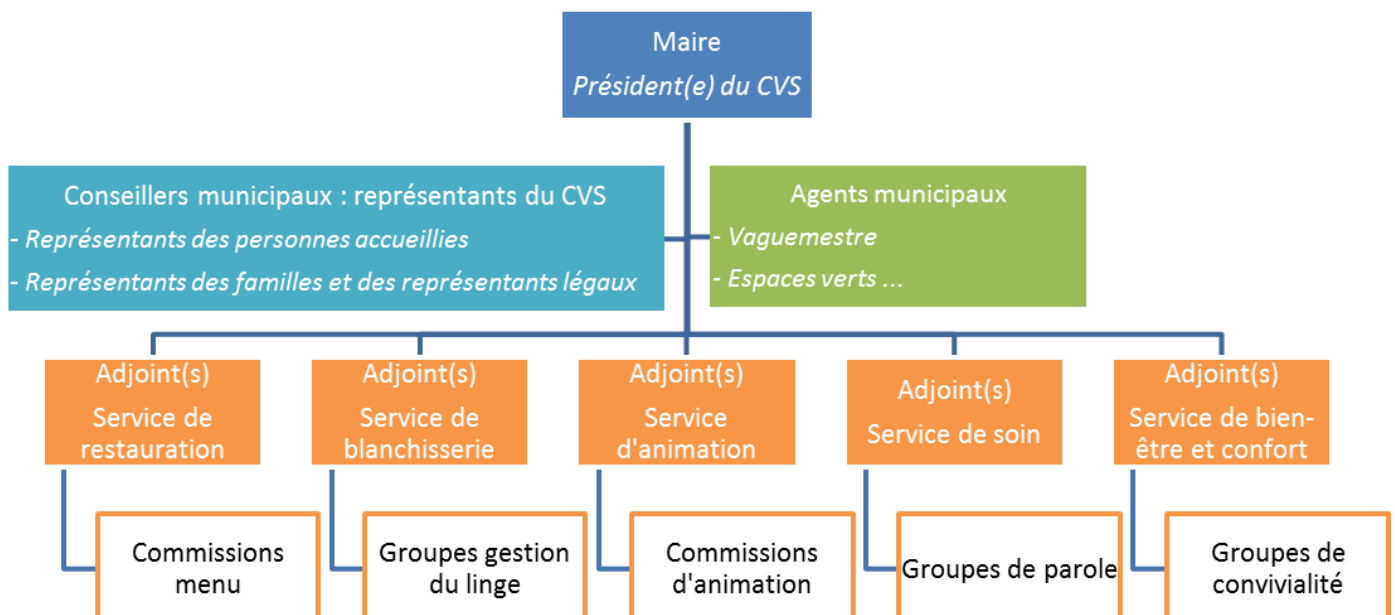 Maire
Président(e) du CVS
Conseillers municipaux : représentants du CVS
- Représentants des personnes accueillies
- Représentants des familles et des représentants légaux
Agents municipaux
- Vaguemestre
- Espaces verts ...
Adjoint(s)
Service de
restauration
Adjoint(s)
Service de
blanchisserie
Adjoint(s)
Service
d'animation
Adjoint(s)
Service de soin
Adjoint(s)
Service de bien-
être et confort
Commissions
menu
Groupes gestion
du linge
Commissions
d'animation
Groupes de parole
Groupes de
convivialité